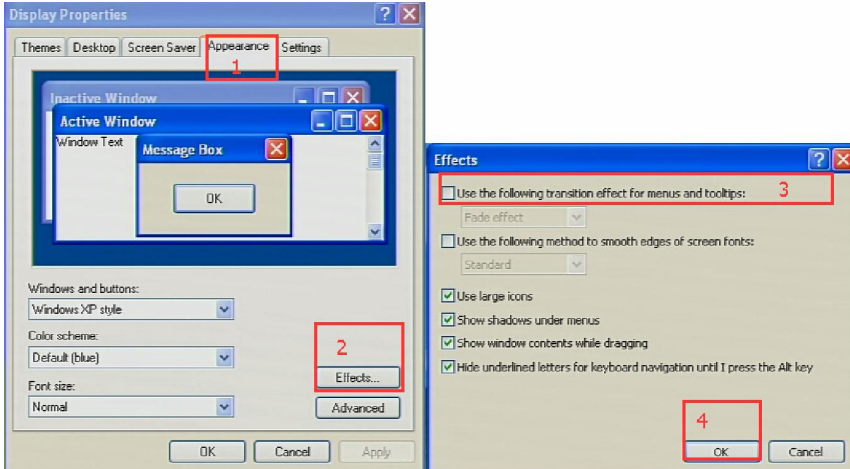 Display Properties
Themes Desktop Screen Saver Appearance Settings
1
Inactive Window
Active Window
Window Text
Message Box
OK
Windows and buttons:
Windows XP style
Color scheme:
Default (blue)
2
Effects...
Font size:
Normal
Advanced
OK Cancel Apply
Effects
Use the following transition effect for menus and tooltips:
3
Fade effect
Use the following method to smooth edges of screen fonts:
Standard
Use large icons
Show shadows under menus
Show window contents while dragging
Hide underlined letters for keyboard navigation until I press the Alt key
4
OK Cancel